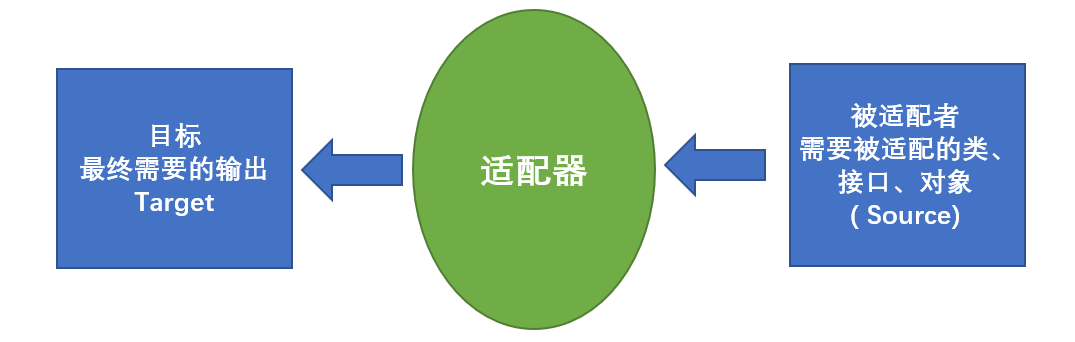 目标
最终需要的输出
Target
适配器
被适配者
需要被适配的类、
接口、对象
( Source)